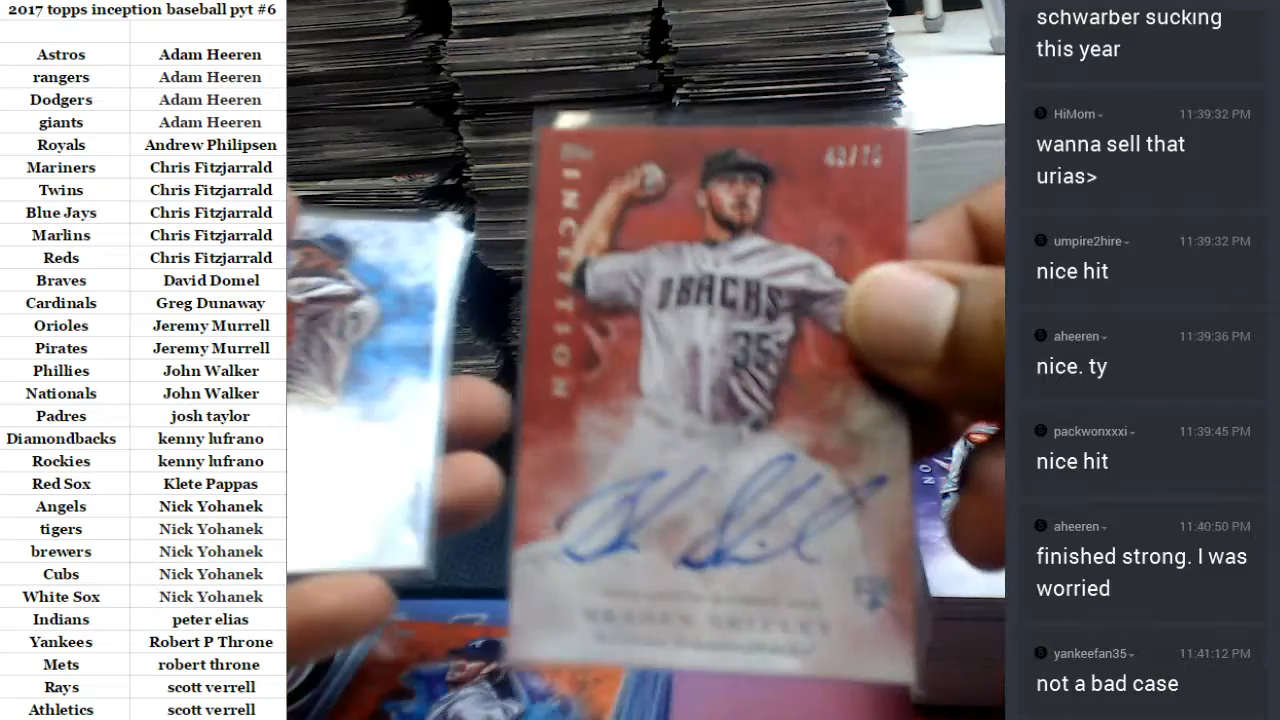 2017 topps inception baseball pyt #6
Astros Adam Heeren
rangers Adam Heeren
Dodgers Adam Heeren
giants Adam Heeren
Royals Andrew Philipsen
Mariners Chris Fitzjarrald
Twins Chris Fitzjarrald
Blue Jays Chris Fitzjarrald
Marlins Chris Fitzjarrald
Reds Chris Fitzjarrald
Braves David Domel
Cardinals Greg Dunaway
Orioles Jeremy Murrell
Pirates Jeremy Murrell
Phillies John Walker
Nationals John Walker
Padres josh taylor
Diamondbacks kenny lufrano
Rockies kenny lufrano
Red Sox Klete Pappas
Angels Nick Yohanek
tigers Nick Yohanek
brewers Nick Yohanek
Cubs Nick Yohanek
White Sox Nick Yohanek
Indians peter elias
Yankees Robert P Throne
Mets robert throne
Rays scott verrell
Athletics scott verrell
INCEPTION
DBACKS
35
schwarber sucking
this year
HiMom 11:39:32 PM
wanna sell that
urias>
umpire2hire 11:39:32 PM
nice hit
aheeren 11:39:36 PM
nice. ty
packwonxxxi 11:39:45 PM
nice hit
aheeren 11:40:50 PM
finished strong. I was
worried
yankeefan35 11:41:12 PM
not a bad case